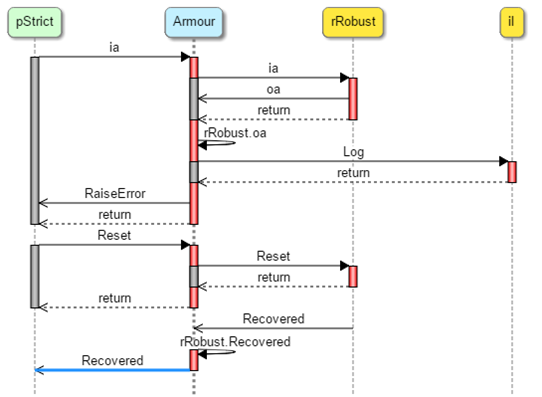 pStrict Armour rRobust il
ia
ia
oa
return
rRobust.oa
Log
return
RaiseError
return
Reset
Reset
return
return
Recovered
rRobust.Recovered
Recovered